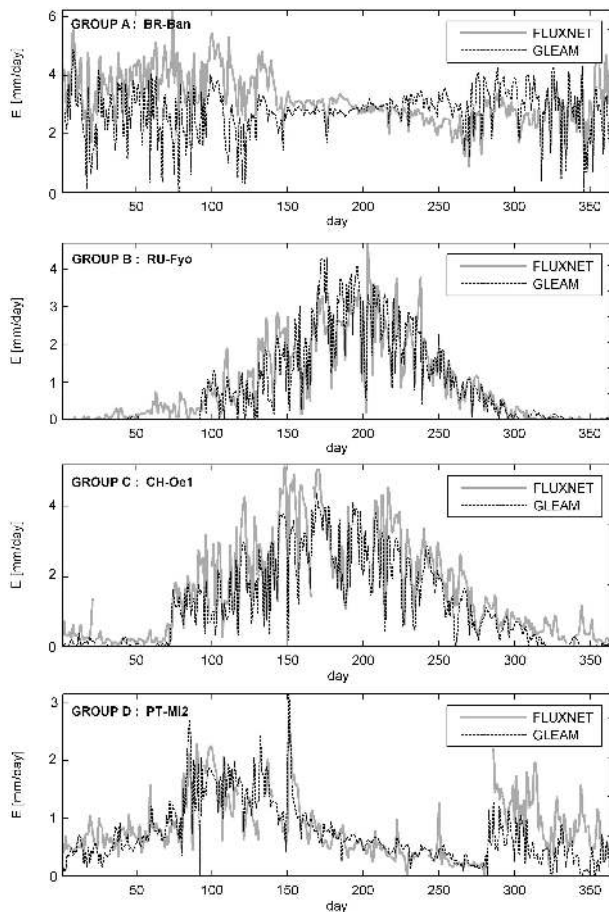 GROUP A : BR-Ban
FLUXNET
GLEAM
E [mm/day]
6
4
2
0
50 100 150 200 250 300 350
day
GROUP B : RU-Fyo
FLUXNET
GLEAM
E [mm/day]
4
3
2
1
0
50 100 150 200 250 300 350
day
GROUP C : CH-Oe1
FLUXNET
GLEAM
E [mm/day]
4
2
0
50 100 150 200 250 300 350
day
GROUP D : PT-Mi2
FLUXNET
GLEAM
E [mm/day]
3
2
1
0
50 100 150 200 250 300 350
day